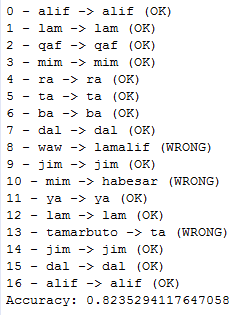 0 - alif -> alif (OK)
1 - lam -> lam (OK)
2 - qaf -> qaf (OK)
3 - mim -> mim (OK)
4 - ra -> ra (OK)
5 - ta -> ta (OK)
6 - ba -> ba (OK)
7 - dal -> dal (OK)
8 - waw -> lamalif (WRONG)
9 - jim -> jim (OK)
10 - mim -> habesar (WRONG)
11 - ya -> ya (OK)
12 - lam -> lam (OK)
13 - tamarbuto -> ta (WRONG)
14 - jim -> jim (OK)
15 - dal -> dal (OK)
16 - alif -> alif (OK)
Accuracy: 0.8235294117647058